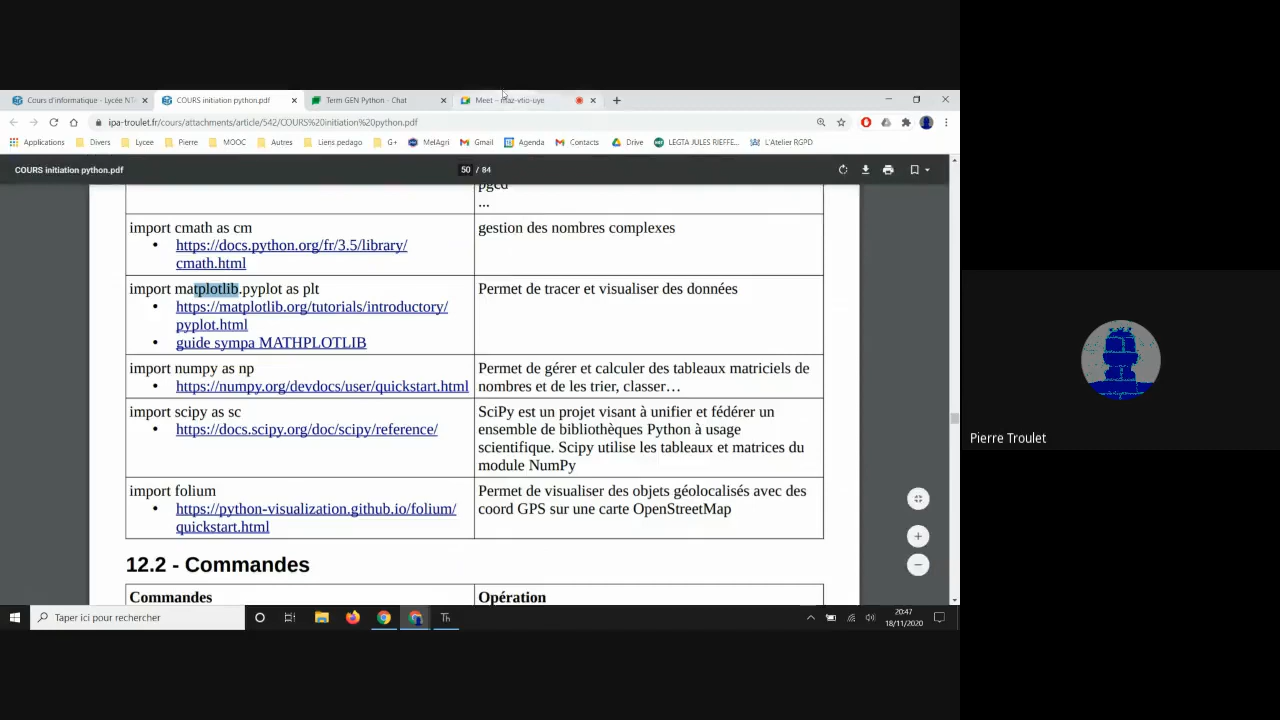 Cours d'informatique - Lycée NT
COURS initiation python.pdf
Term GEN Python - Chat
Meet – maz-vtio-uye
ipa-troulet.fr/cours/attachments/article/542/COURS%20initiation%20python.pdf
Applications Divers Lycee Pierre MOOC Autres Liens pedago G+ MelAgri Gmail Agenda Contacts Drive LEGTA JULES RIEFFE... L'Atelier RGPD
COURS initiation python.pdf
50 / 84
pgcd
...
import cmath as cm
• https://docs.python.org/fr/3.5/library/
cmath.html
gestion des nombres complexes
import matplotlib.pyplot as plt
• https://matplotlib.org/tutorials/introductory/
pyplot.html
• guide sympa MATHPLOTLIB
Permet de tracer et visualiser des données
import numpy as np
• https://numpy.org/devdocs/user/quickstart.html
Permet de gérer et calculer des tableaux matriciels de
nombres et de les trier, classer…
import scipy as sc
• https://docs.scipy.org/doc/scipy/reference/
SciPy est un projet visant à unifier et fédérer un
ensemble de bibliothèques Python à usage
scientifique. Scipy utilise les tableaux et matrices du
module NumPy
import folium
• https://python-visualization.github.io/folium/
quickstart.html
Permet de visualiser des objets géolocalisés avec des
coord GPS sur une carte OpenStreetMap
12.2 - Commandes
Commandes
Opération
Pierre Troulet
Taper ici pour rechercher
Th
20:47
18/11/2020